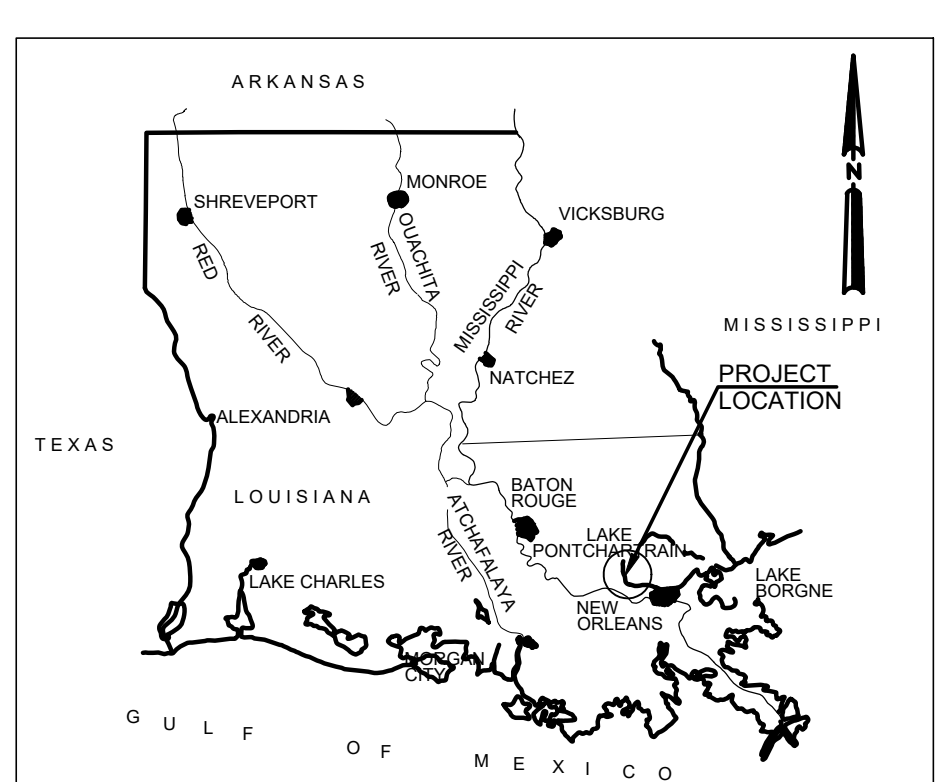 ARKANSAS
N
SHREVEPORT
MONROE
VICKSBURG
RED
RIVER
OUACHITA
RIVER
MISSISSIPPI
RIVER
MISSISSIPPI
NATCHEZ
PROJECT
LOCATION
ALEXANDRIA
TEXAS
LOUISIANA
BATON
ROUGE
ATCHAFALAYA
RIVER
LAKE
PONTCHARTRAIN
LAKE CHARLES
LAKE
BORGNE
NEW
ORLEANS
MORGAN
CITY
GULF OF MEXICO